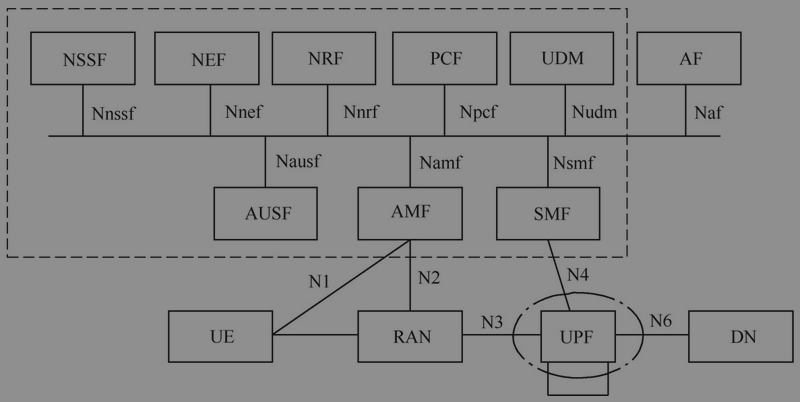 NSSF NEF NRF PCF UDM AF
Nnssf Nnef Nnrf Npcf Nudm Naf
Nausf Namf Nsmf
AUSF AMF SMF
N1 N2 N4
UE RAN N3 UPF N6 DN